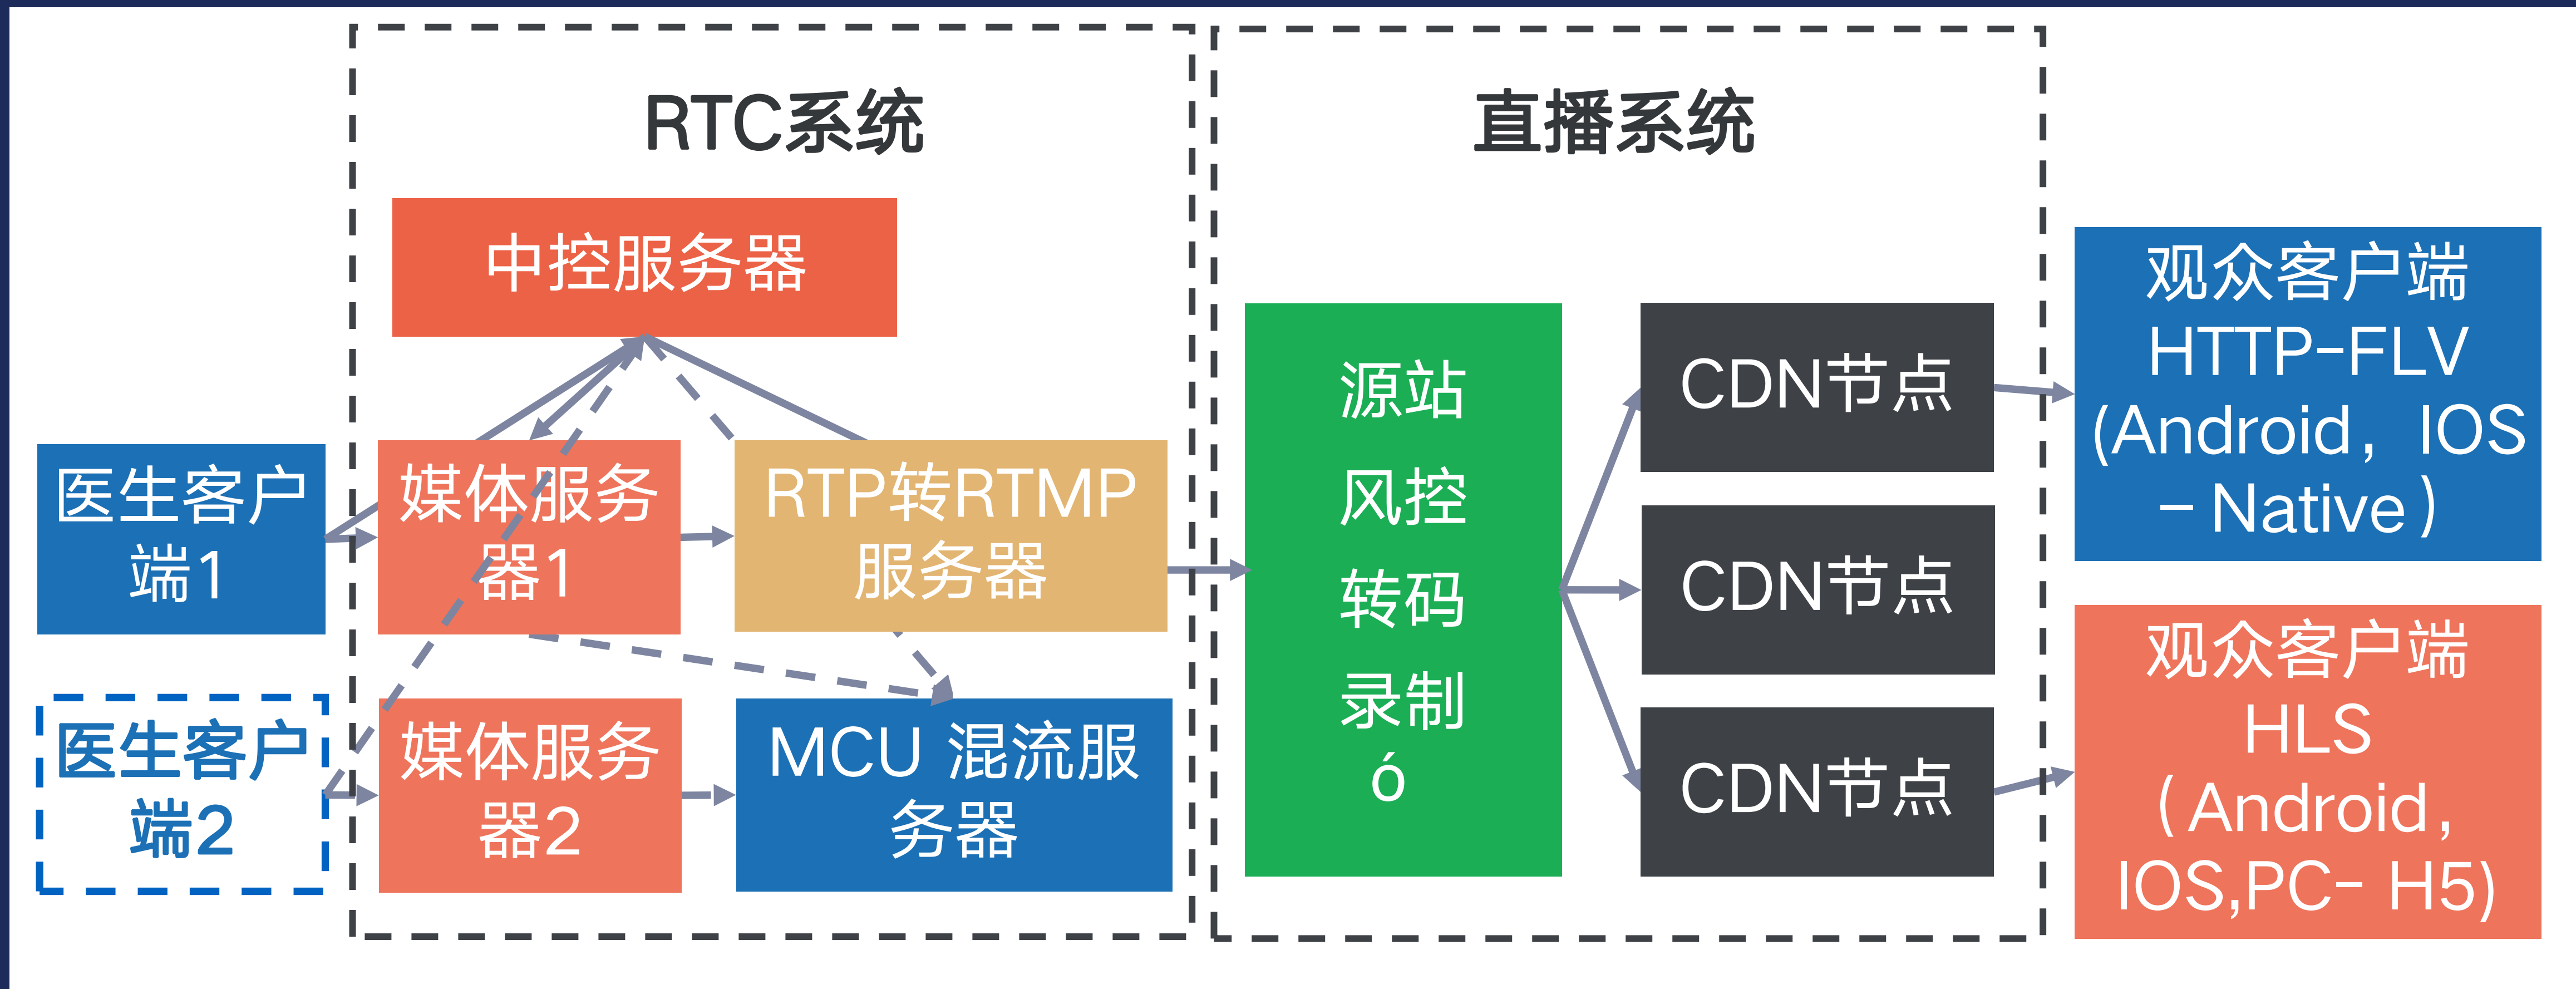 RTC系统
直播系统
中控服务器
医生客户
端1
医生客户
端2
媒体服务
器1
RTP转RTMP
服务器
媒体服务
器2
MCU 混流服
务器
源站
风控
转码
录制
ó
CDN节点
CDN节点
CDN节点
观众客户端
HTTP-FLV
(Android，IOS
- Native）
观众客户端
HLS
（Android，
IOS,PC- H5)